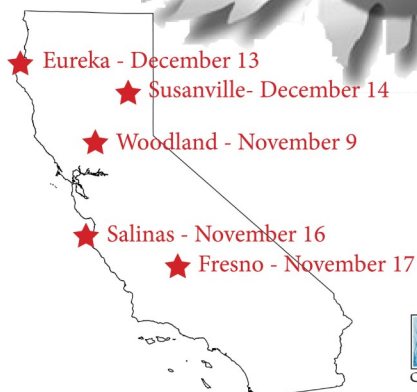 Eureka - December 13
Susanville- December 14
Woodland - November 9
Salinas - November 16
Fresno - November 17